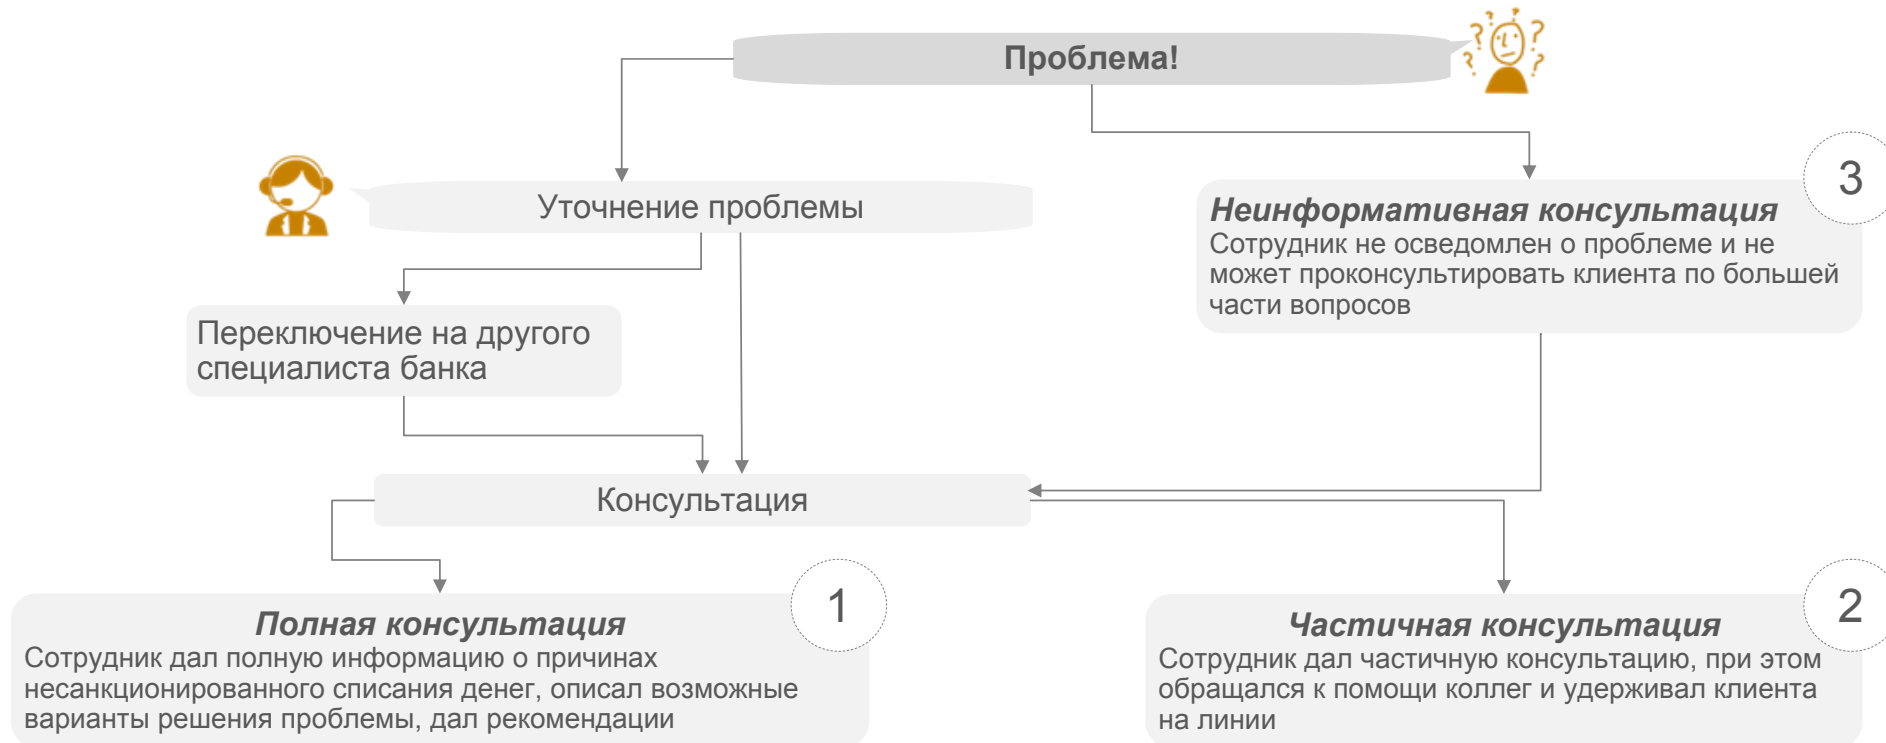 Проблема!
Уточнение проблемы
3
Неинформативная консультация
Сотрудник не осведомлен о проблеме и не
может проконсультировать клиента по большей
части вопросов
Переключение на другого
специалиста банка
Консультация
1
Полная консультация
Сотрудник дал полную информацию о причинах
несанкционированного списания денег, описал возможные
варианты решения проблемы, дал рекомендации
2
Частичная консультация
Сотрудник дал частичную консультацию, при этом
обращался к помощи коллег и удерживал клиента
на линии